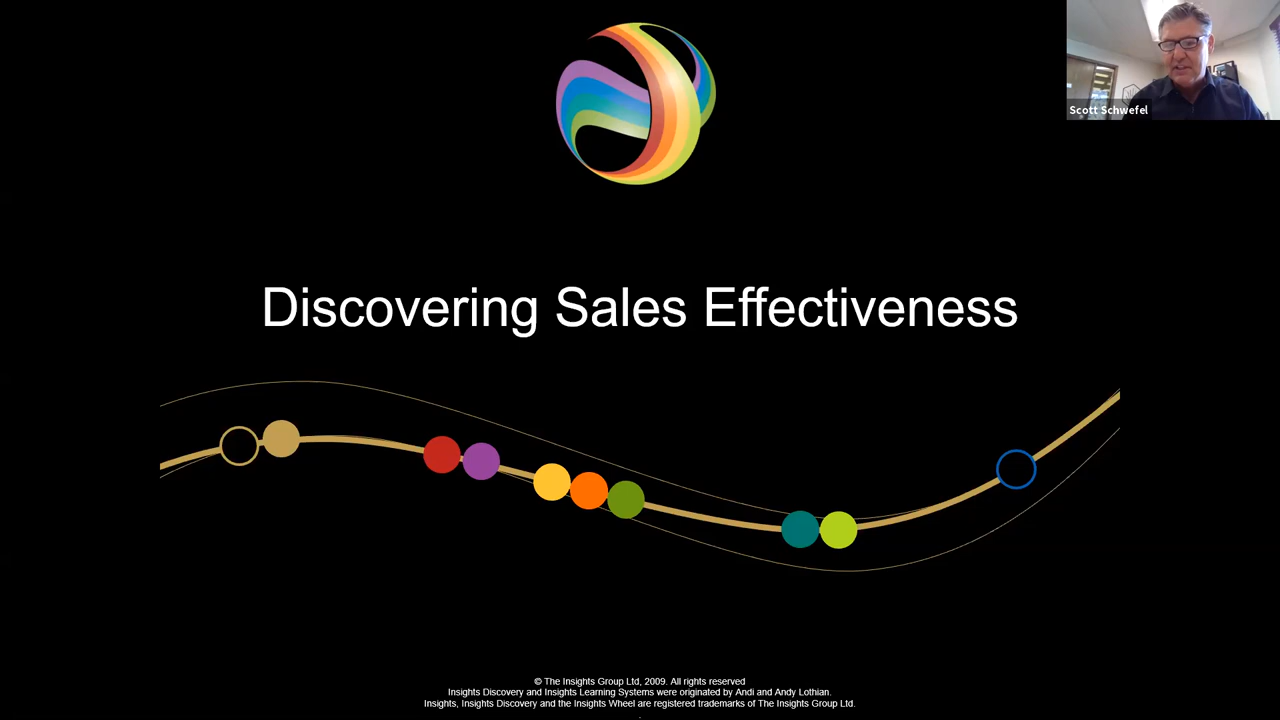 Scott Schwefel
Discovering Sales Effectiveness
© The Insights Group Ltd, 2009. All rights reserved
Insights Discovery and Insights Learning Systems were originated by Andi and Andy Lothian.
Insights, Insights Discovery and the Insights Wheel are registered trademarks of The Insights Group Ltd.